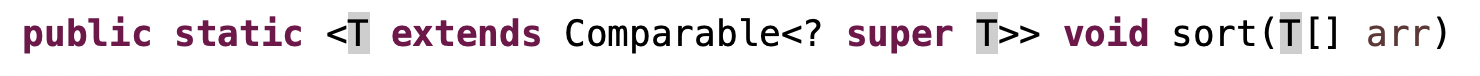 public static <T extends Comparable<? super T>> void sort(T[] arr)